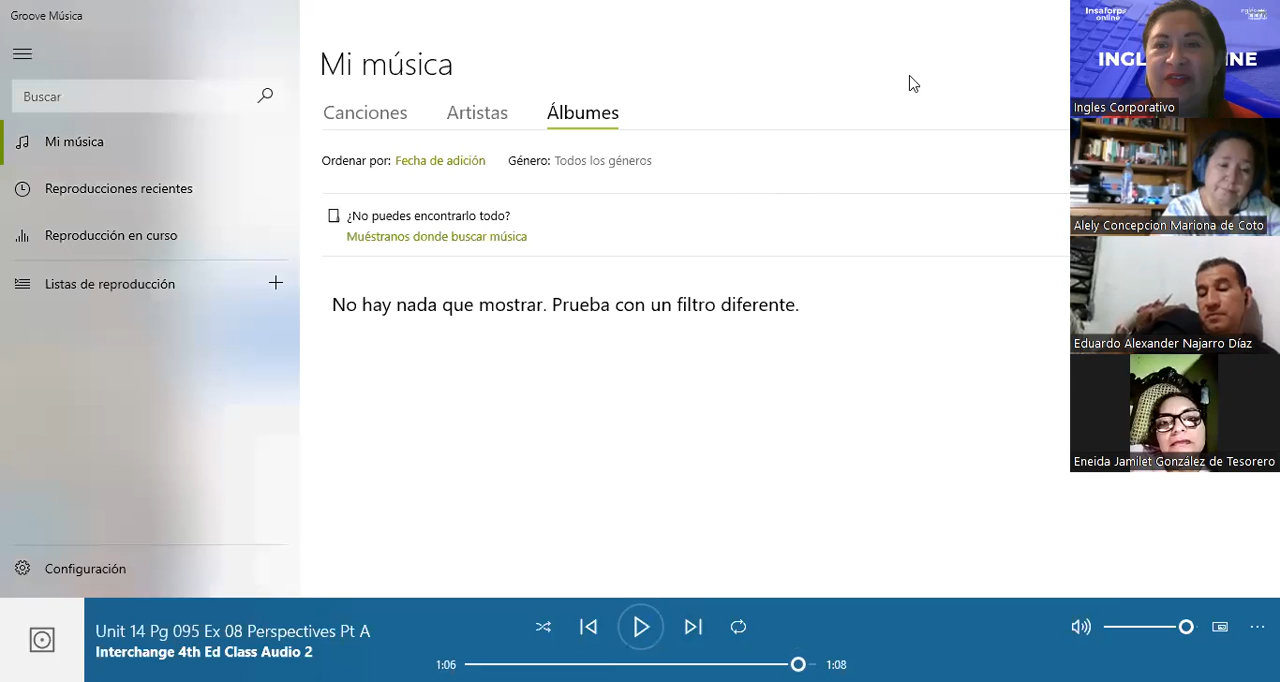 Groove Música
Buscar
Mi música
Reproducciones recientes
Reproducción en curso
Listas de reproducción
Configuración
Mi música
Canciones Artistas Álbumes
Ordenar por: Fecha de adición Género: Todos los géneros
¿No puedes encontrarlo todo?
Muéstranos donde buscar música
No hay nada que mostrar. Prueba con un filtro diferente.
Insaforp
online
Ingles Corporativo
Alely Concepcion Mariona de Coto
Eduardo Alexander Najarro Díaz
Eneida Jamilet González de Tesorero
Unit 14 Pg 095 Ex 08 Perspectives Pt A
Interchange 4th Ed Class Audio 2
1:06
1:08